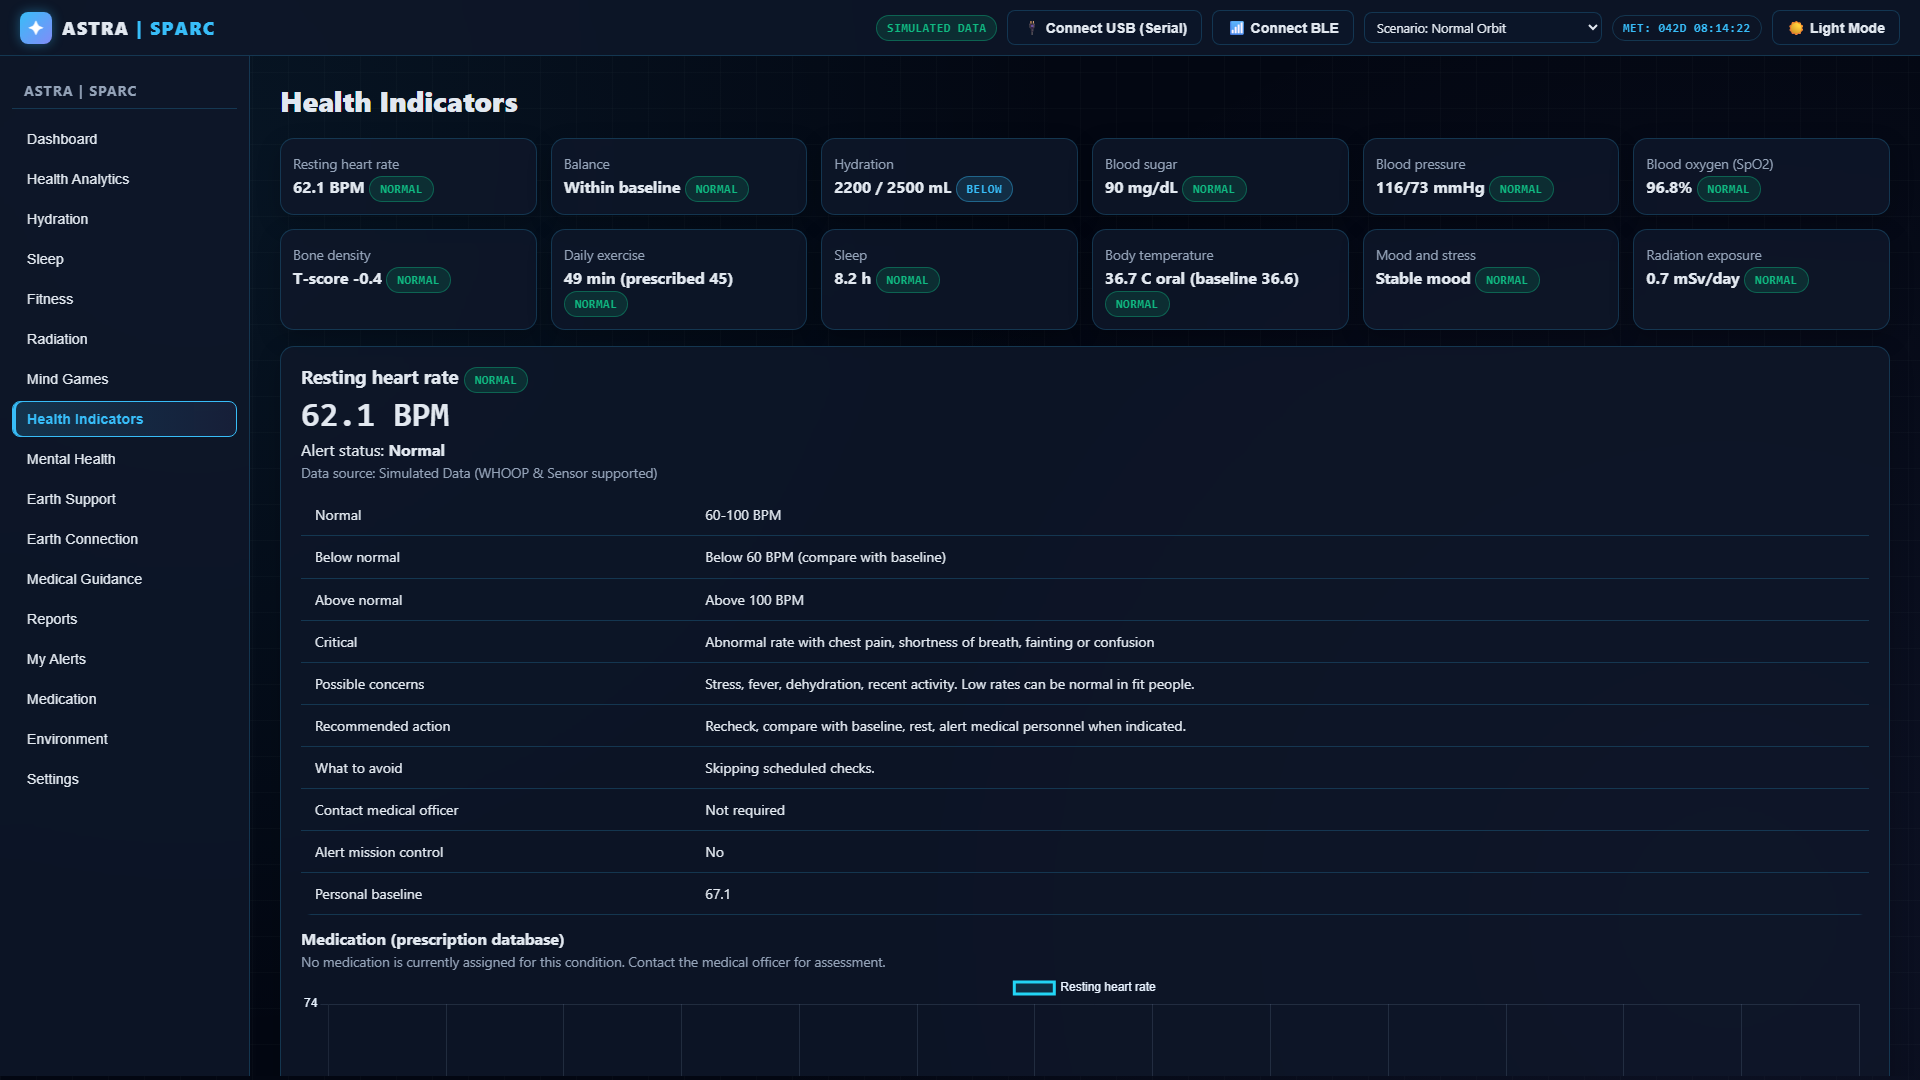 ASTRA | SPARC
SIMULATED DATA
Connect USB (Serial)
Connect BLE
Scenario: Normal Orbit
MET: 042D 08:14:22
Light Mode
ASTRA | SPARC
Dashboard
Health Analytics
Hydration
Sleep
Fitness
Radiation
Mind Games
Health Indicators
Mental Health
Earth Support
Earth Connection
Medical Guidance
Reports
My Alerts
Medication
Environment
Settings
Health Indicators
Resting heart rate
62.1 BPM NORMAL
Balance
Within baseline NORMAL
Hydration
2200 / 2500 mL BELOW
Blood sugar
90 mg/dL NORMAL
Blood pressure
116/73 mmHg NORMAL
Blood oxygen (SpO2)
96.8% NORMAL
Bone density
T-score -0.4 NORMAL
Daily exercise
49 min (prescribed 45)
NORMAL
Sleep
8.2 h NORMAL
Body temperature
36.7 C oral (baseline 36.6)
NORMAL
Mood and stress
Stable mood NORMAL
Radiation exposure
0.7 mSv/day NORMAL
Resting heart rate NORMAL
62.1 BPM
Alert status: Normal
Data source: Simulated Data (WHOOP & Sensor supported)
Normal 60-100 BPM
Below normal Below 60 BPM (compare with baseline)
Above normal Above 100 BPM
Critical Abnormal rate with chest pain, shortness of breath, fainting or confusion
Possible concerns Stress, fever, dehydration, recent activity. Low rates can be normal in fit people.
Recommended action Recheck, compare with baseline, rest, alert medical personnel when indicated.
What to avoid Skipping scheduled checks.
Contact medical officer Not required
Alert mission control No
Personal baseline 67.1
Medication (prescription database)
No medication is currently assigned for this condition. Contact the medical officer for assessment.
Resting heart rate
74